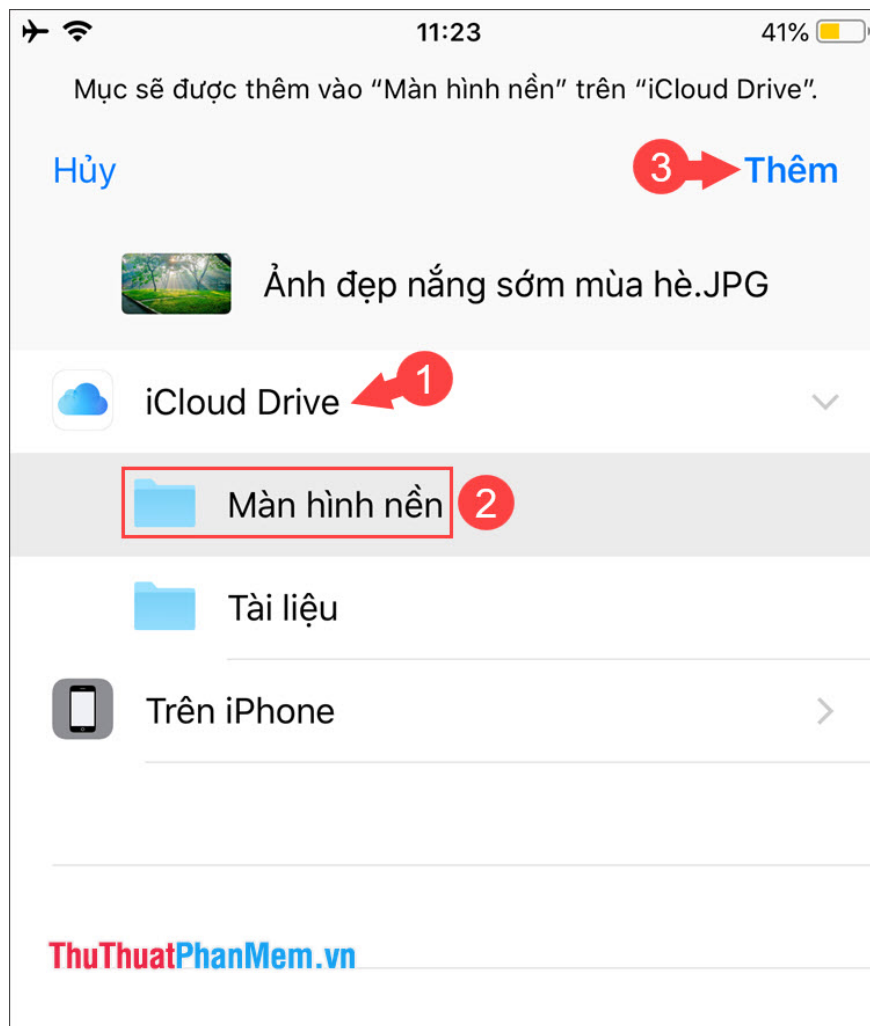 11:23 41%
Mục sẽ được thêm vào “Màn hình nền” trên “iCloud Drive”.
Hủy 3 Thêm
Ảnh đẹp nắng sớm mùa hè.JPG
iCloud Drive 1
Màn hình nền 2
Tài liệu
Trên iPhone
ThuThuatPhanMem.vn